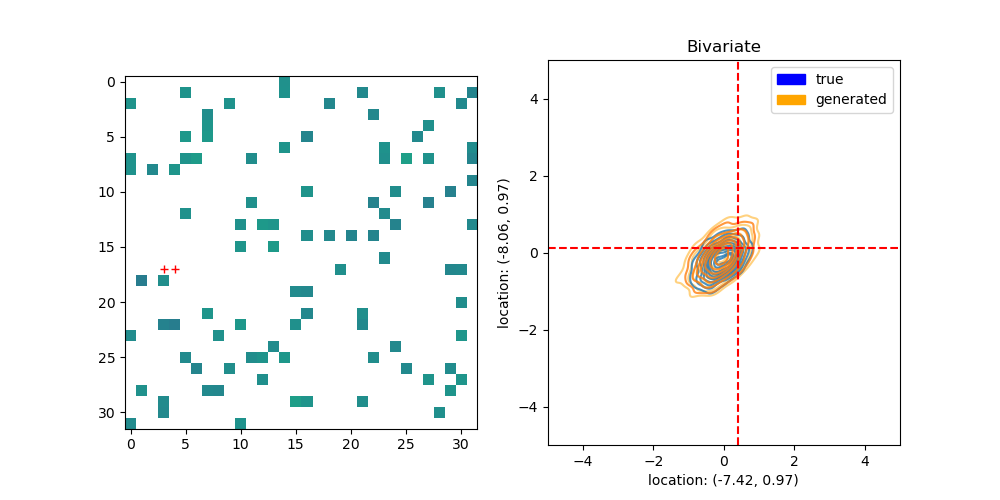 Bivariate
true
generated
0
5
10
15
20
25
30
0 5 10 15 20 25 30
location: (-8.06, 0.97)
4
2
0
−2
−4
−4 −2 0 2 4
location: (-7.42, 0.97)